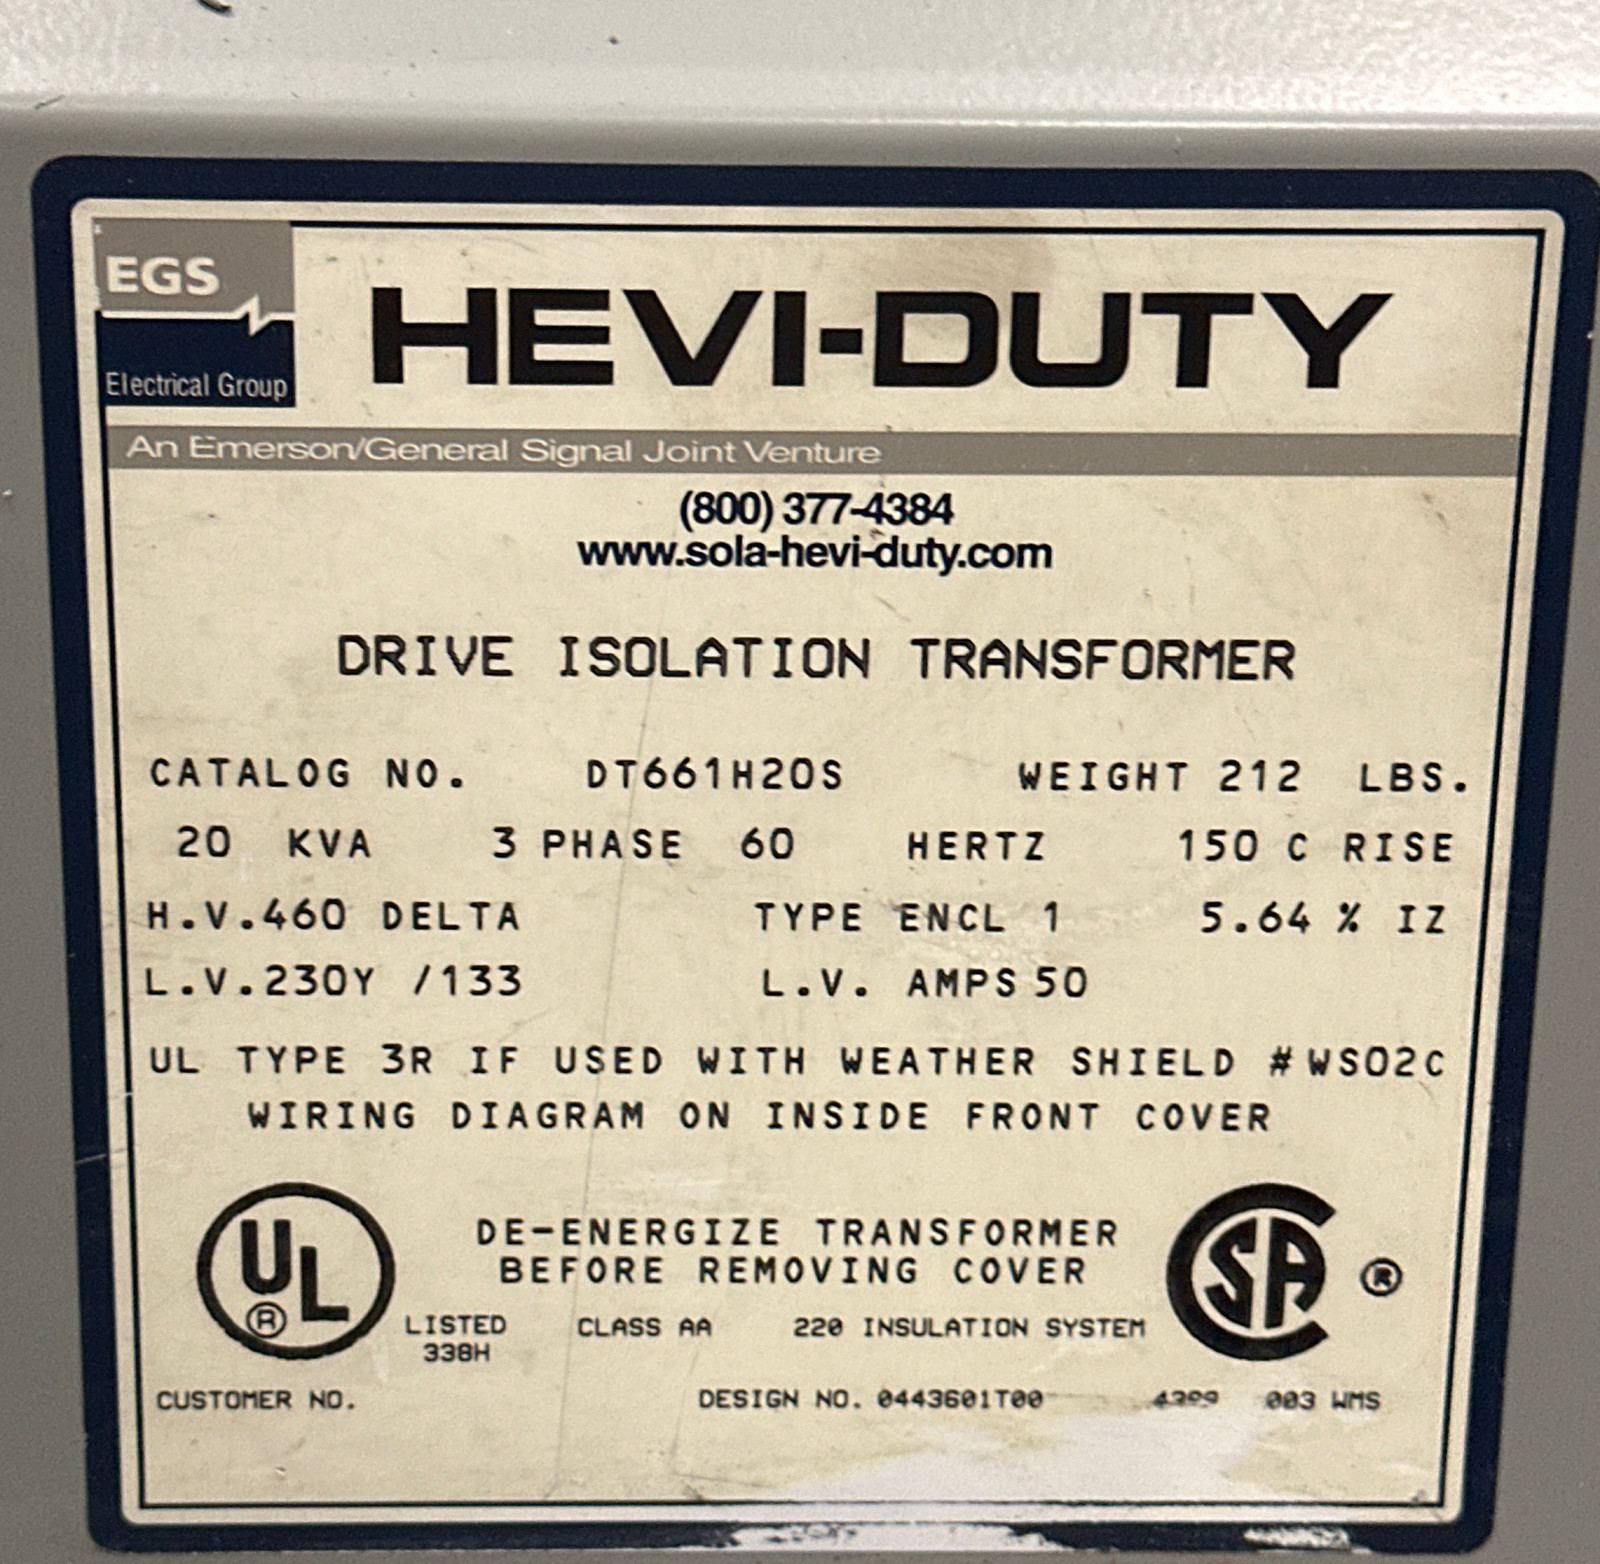 EGS
Electrical Group
HEVI-DUTY
An Emerson/General Signal Joint Venture
(800) 377-4384
www.sola-hevi-duty.com
DRIVE ISOLATION TRANSFORMER
CATALOG NO. DT661H20S WEIGHT 212 LBS.
20 KVA 3 PHASE 60 HERTZ 150 C RISE
H.V.460 DELTA TYPE ENCL 1 5.64 % IZ
L.V.230Y /133 L.V. AMPS 50
UL TYPE 3R IF USED WITH WEATHER SHIELD #WS02C
WIRING DIAGRAM ON INSIDE FRONT COVER
UL ®
DE-ENERGIZE TRANSFORMER
BEFORE REMOVING COVER
SA ®
LISTED CLASS AA 220 INSULATION SYSTEM
338H
CUSTOMER NO. DESIGN NO. 0443601T00 003 WMS